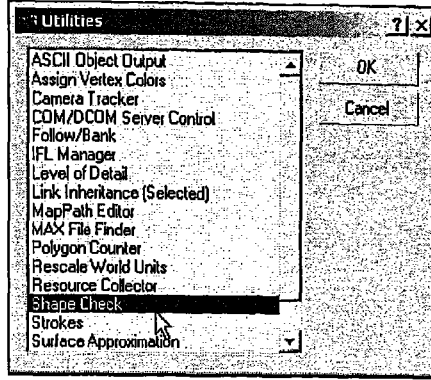 Utilities
ASCII Object Output
Assign Vertex Colors
Camera Tracker
COM/DCOM Server Control
Follow/Bank
IFL Manager
Level of Detail
Link Inheritance (Selected)
MapPath Editor
MAX File Finder
Polygon Counter
Rescale World Units
Resource Collector
Shape Check
Strokes
Surface Approximation
OK
Cancel